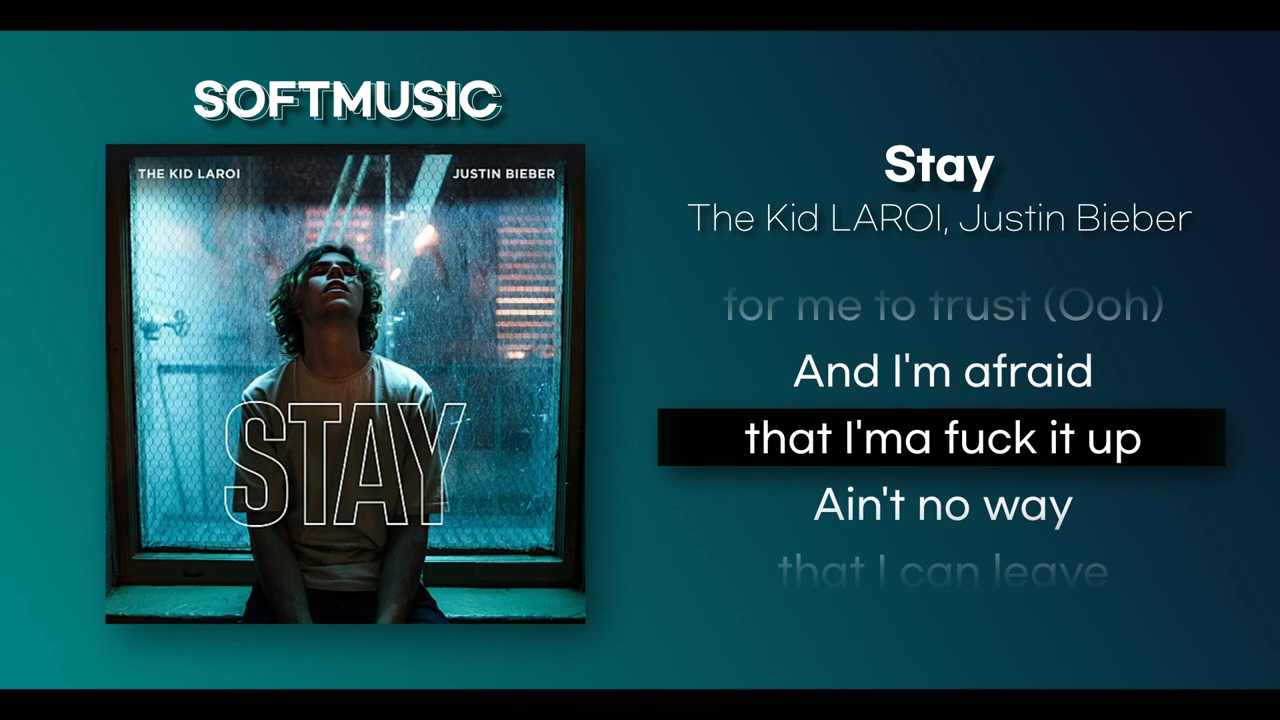 SOFTMUSIC
THE KID LAROI
JUSTIN BIEBER
STAY
Stay
The Kid LAROI, Justin Bieber
for me to trust (Ooh)
And I'm afraid
that I'ma fuck it up
Ain't no way
that I can leave